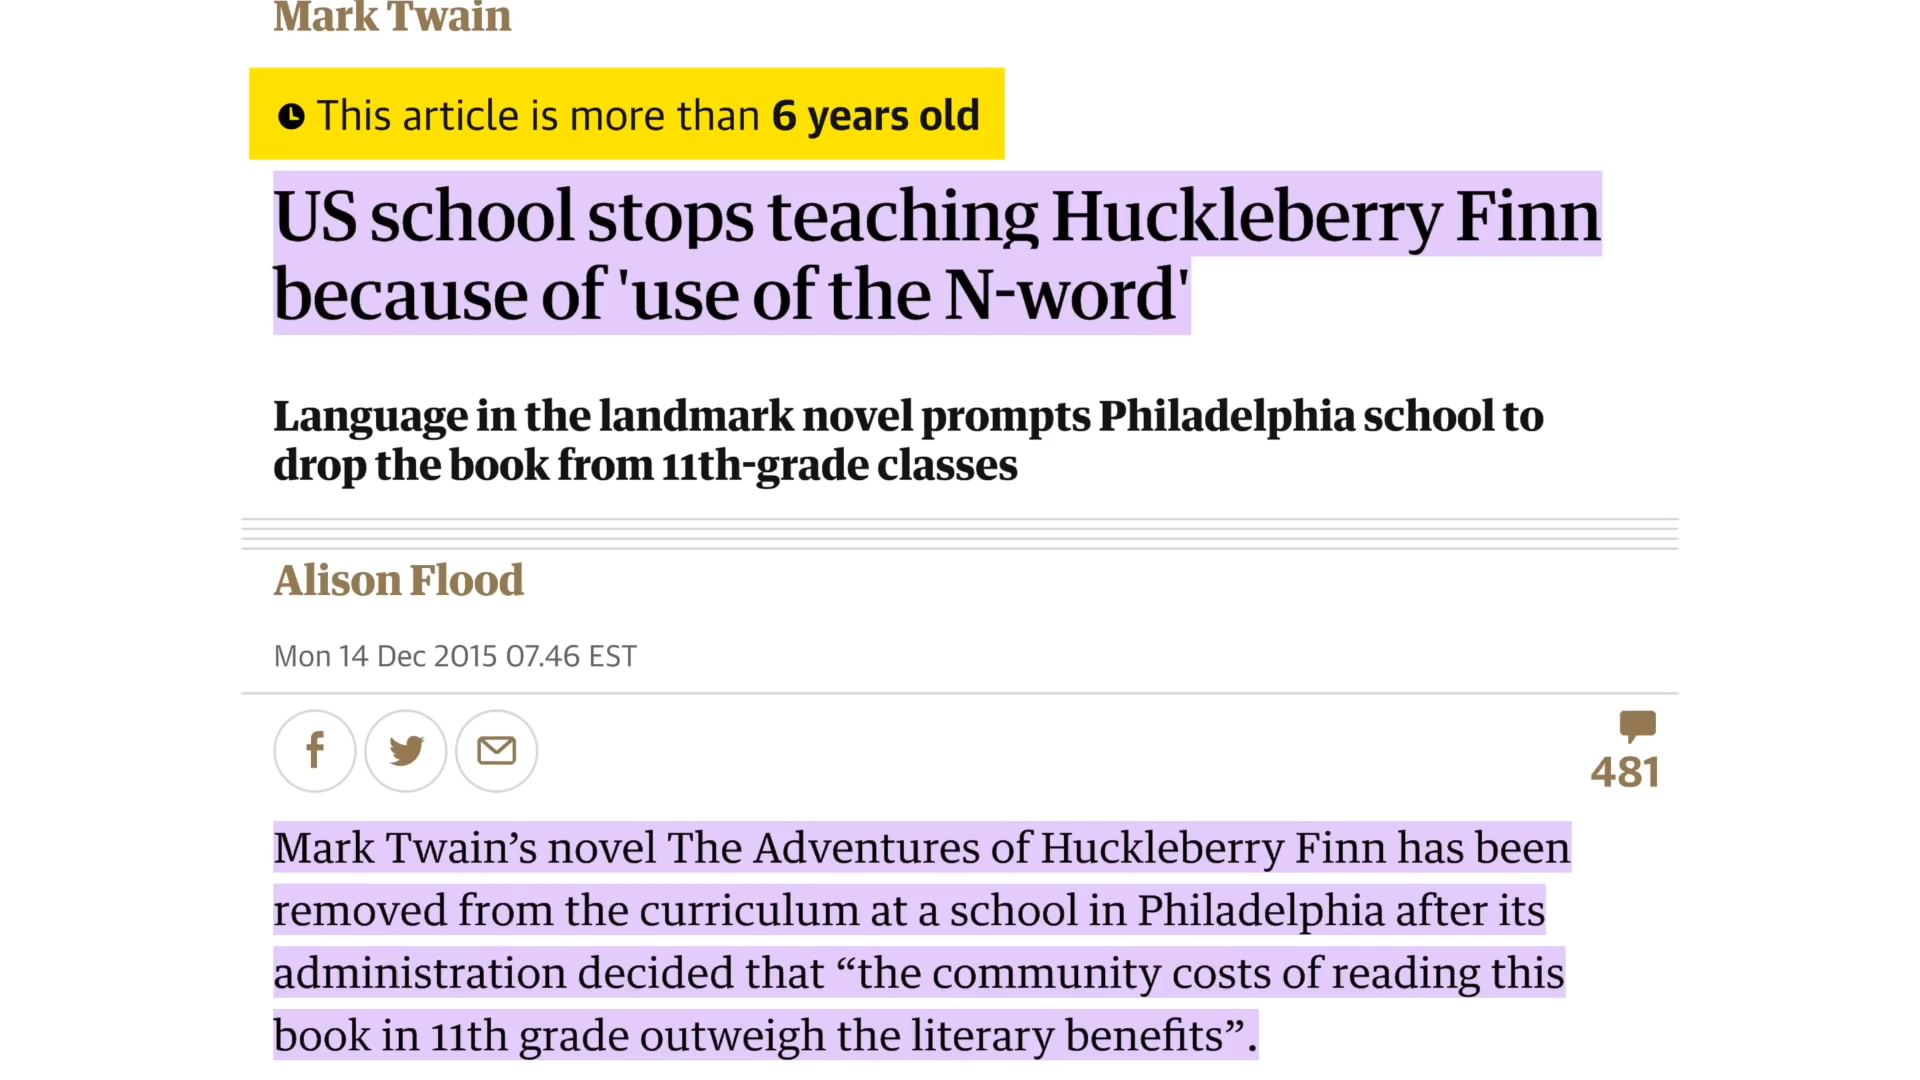 Mark Twain
This article is more than 6 years old
US school stops teaching Huckleberry Finn
because of 'use of the N-word'
Language in the landmark novel prompts Philadelphia school to
drop the book from 11th-grade classes
Alison Flood
Mon 14 Dec 2015 07.46 EST
481
Mark Twain’s novel The Adventures of Huckleberry Finn has been
removed from the curriculum at a school in Philadelphia after its
administration decided that “the community costs of reading this
book in 11th grade outweigh the literary benefits”.